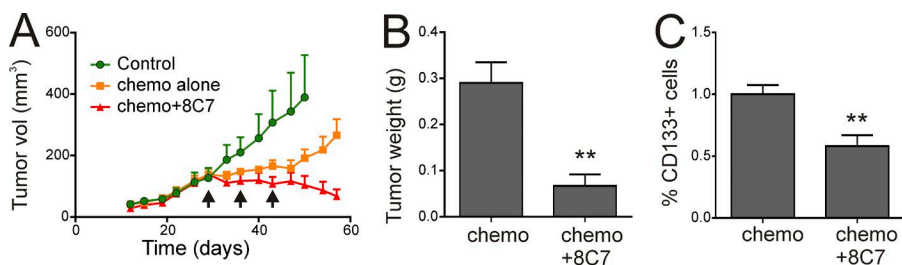 A
Tumor vol (mm³)
600
400
200
0
Control
chemo alone
chemo+8C7
0
20
40
60
Time (days)
B
Tumor weight (g)
0.4
0.3
0.2
0.1
0.0
**
chemo
chemo
+8C7
C
% CD133+ cells
1.5
1.0
0.5
0.0
**
chemo
chemo
+8C7